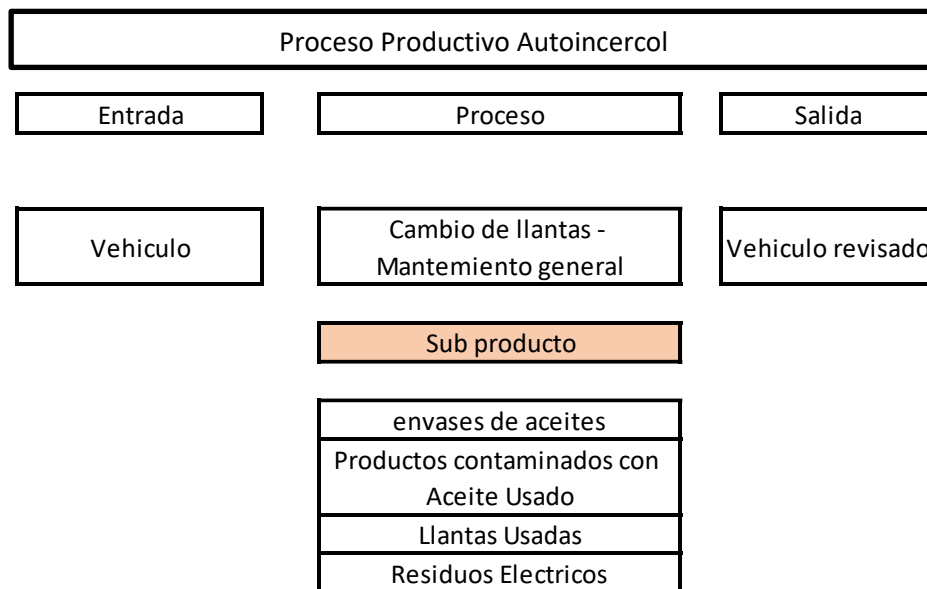 Proceso Productivo Autoincercol
Entrada
Proceso
Salida
Vehiculo
Cambio de llantas -
Mantemiento general
Vehiculo revisado
Sub producto
envases de aceites
Productos contaminados con
Aceite Usado
Llantas Usadas
Residuos Electricos